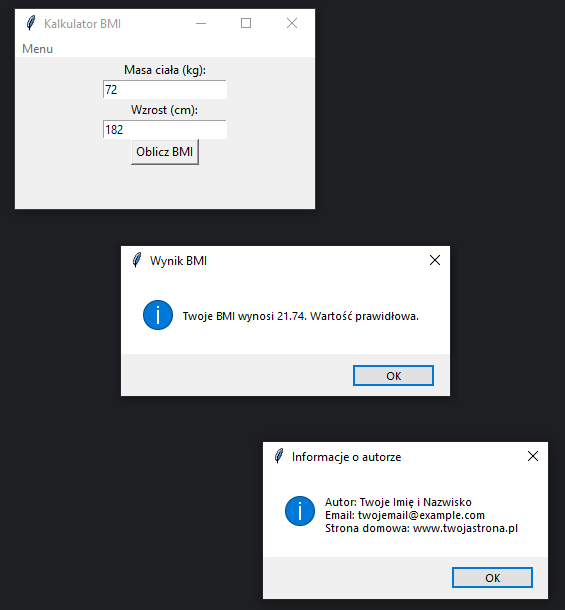 Kalkulator BMI
Menu
Masa ciała (kg):
72
Wzrost (cm):
182
Oblicz BMI
Wynik BMI
Twoje BMI wynosi 21.74. Wartość prawidłowa.
OK
Informacje o autorze
Autor: Twoje Imię i Nazwisko
Email: twojemail@example.com
Strona domowa: www.twojastrona.pl
OK